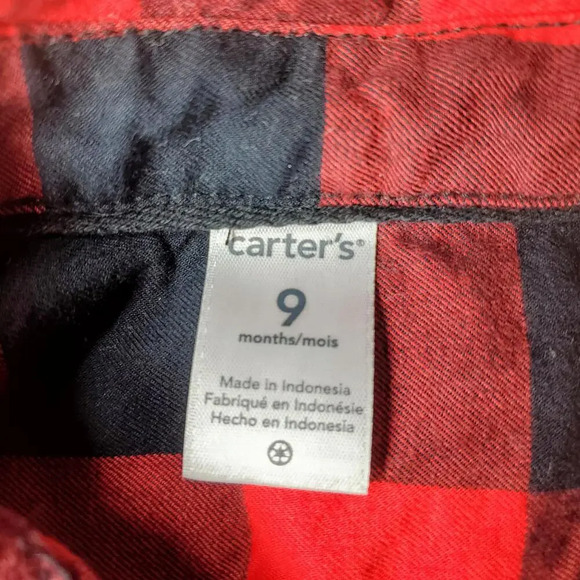 carter's®
9
months/mois
Made in Indonesia
Fabriqué en Indonésie
Hecho en Indonesia